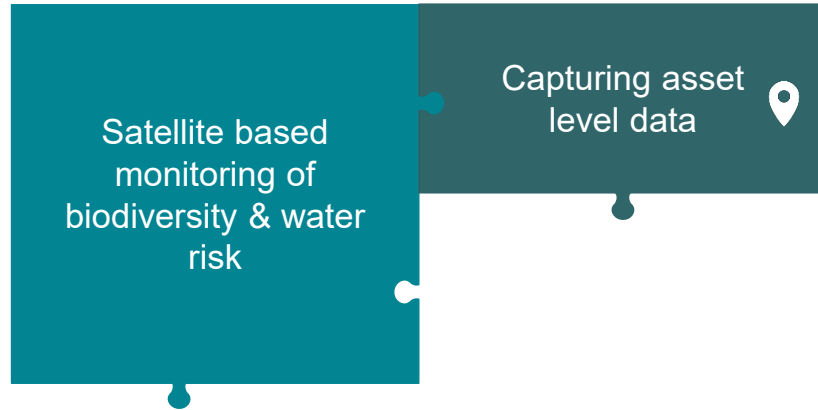 Satellite based
monitoring of
biodiversity & water
risk
Capturing asset
level data